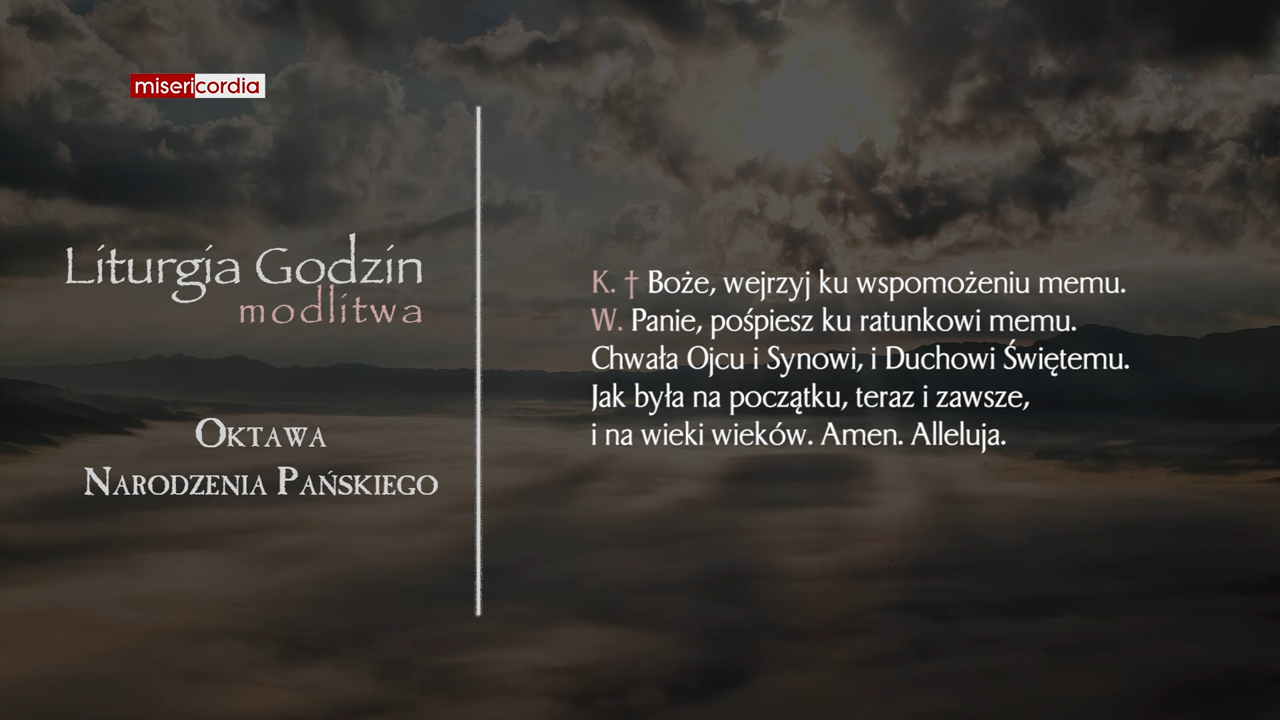 misericordia
Liturgia Godzin
modlitwa
Oktawa
Narodzenia Pańskiego
K. † Boże, wejrzyj ku wspomożeniu memu.
W. Panie, pośpiesz ku ratunkowi memu.
Chwała Ojcu i Synowi, i Duchowi Świętemu.
Jak była na początku, teraz i zawsze,
i na wieki wieków. Amen. Alleluja.